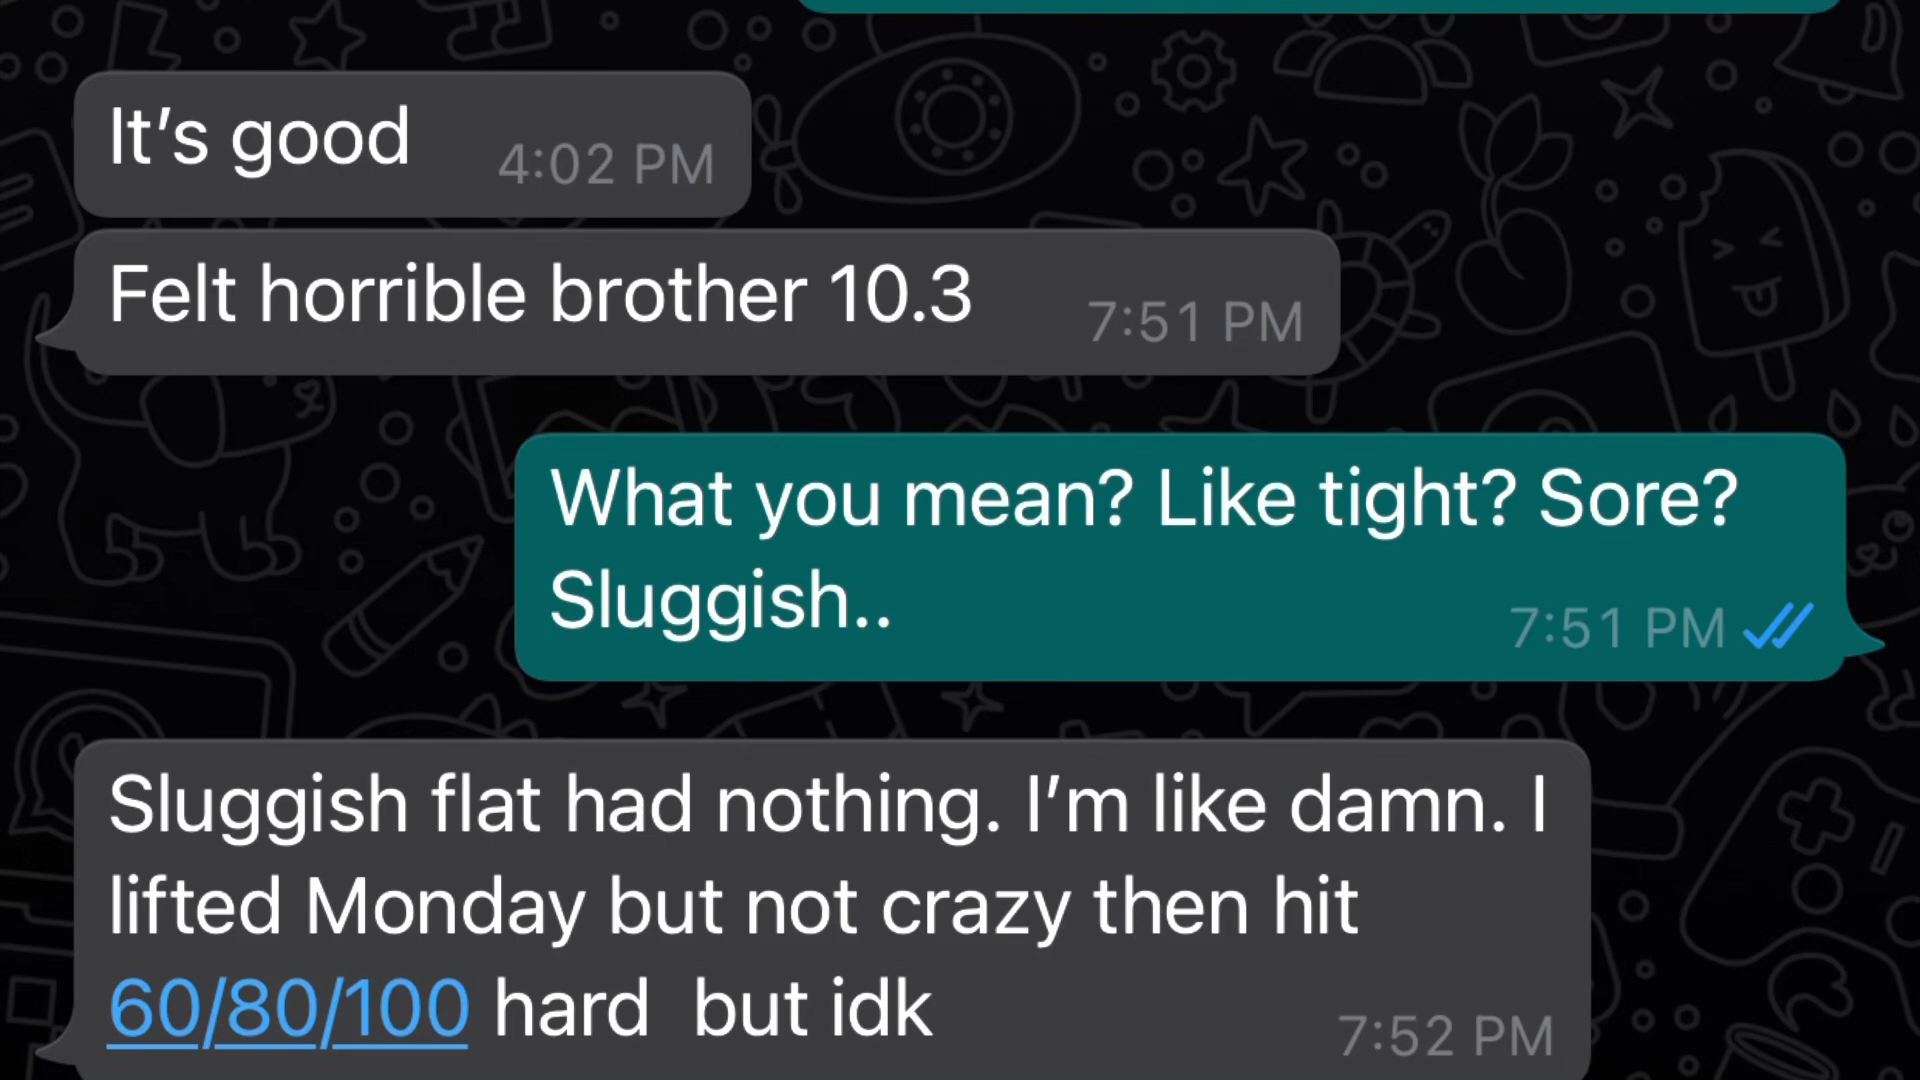 It’s good
4:02 PM
Felt horrible brother 10.3
7:51 PM
What you mean? Like tight? Sore?
Sluggish..
7:51 PM
Sluggish flat had nothing. I’m like damn. I
lifted Monday but not crazy then hit
60/80/100 hard  but idk
7:52 PM